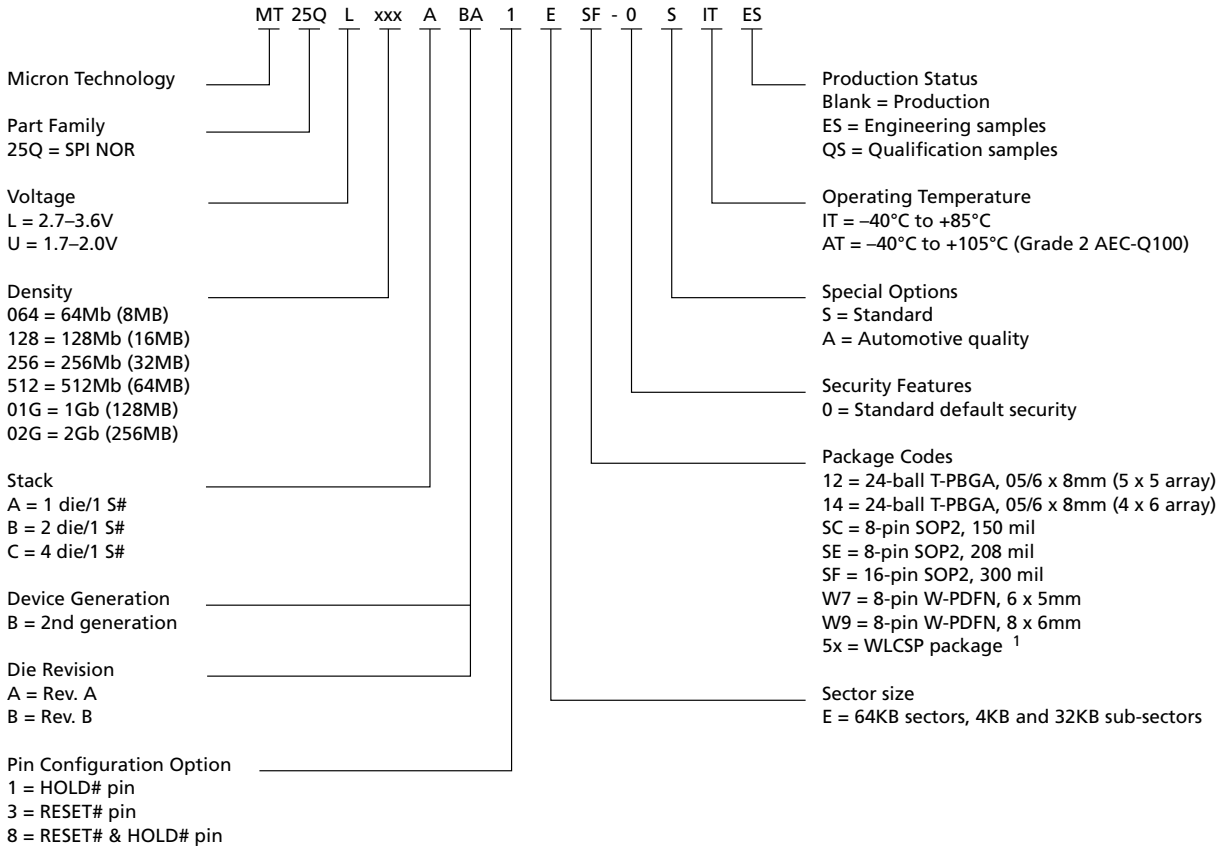 MT 25Q L xxx A BA 1 E SF - 0 S IT ES
Micron Technology
Part Family
25Q = SPI NOR
Voltage
L = 2.7–3.6V
U = 1.7–2.0V
Density
064 = 64Mb (8MB)
128 = 128Mb (16MB)
256 = 256Mb (32MB)
512 = 512Mb (64MB)
01G = 1Gb (128MB)
02G = 2Gb (256MB)
Stack
A = 1 die/1 S#
B = 2 die/1 S#
C = 4 die/1 S#
Device Generation
B = 2nd generation
Die Revision
A = Rev. A
B = Rev. B
Pin Configuration Option
1 = HOLD# pin
3 = RESET# pin
8 = RESET# & HOLD# pin
Production Status
Blank = Production
ES = Engineering samples
QS = Qualification samples
Operating Temperature
IT = –40°C to +85°C
AT = –40°C to +105°C (Grade 2 AEC-Q100)
Special Options
S = Standard
A = Automotive quality
Security Features
0 = Standard default security
Package Codes
12 = 24-ball T-PBGA, 05/6 x 8mm (5 x 5 array)
14 = 24-ball T-PBGA, 05/6 x 8mm (4 x 6 array)
SC = 8-pin SOP2, 150 mil
SE = 8-pin SOP2, 208 mil
SF = 16-pin SOP2, 300 mil
W7 = 8-pin W-PDFN, 6 x 5mm
W9 = 8-pin W-PDFN, 8 x 6mm
5x = WLCSP package 1
Sector size
E = 64KB sectors, 4KB and 32KB sub-sectors